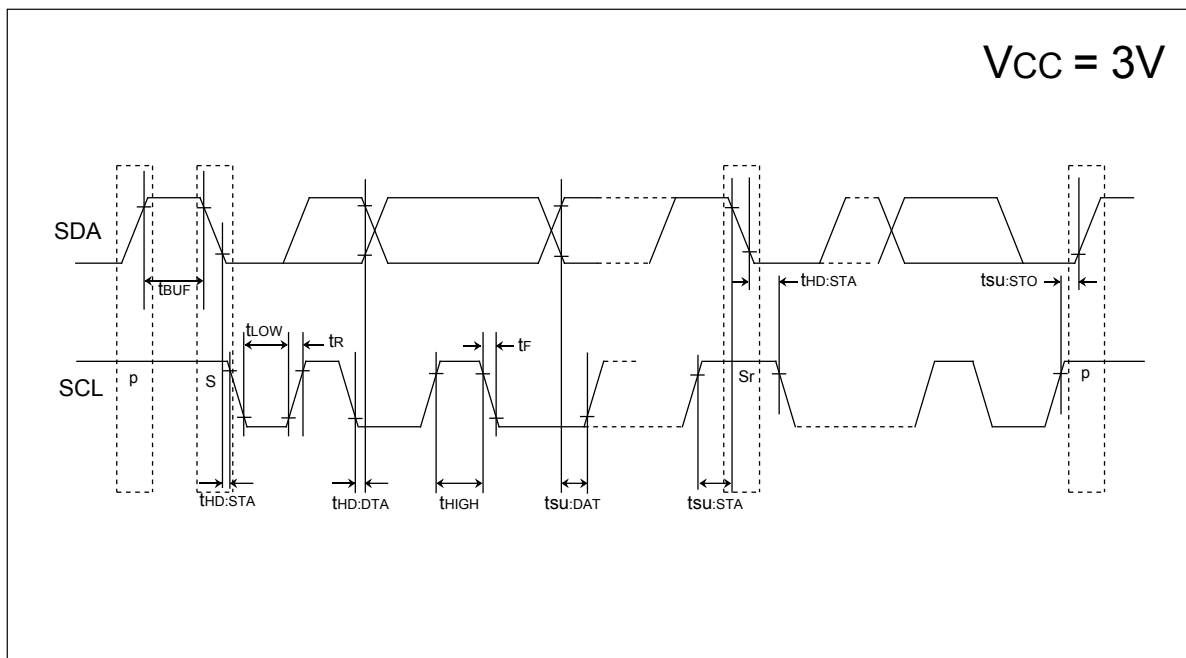 VCC = 3V
SDA
tBUF
tHD:STA
tsu:STO
tLOW
tR
tF
SCL
p
S
Sr
p
tHD:STA
tHD:DTA
tHIGH
tsu:DAT
tsu:STA